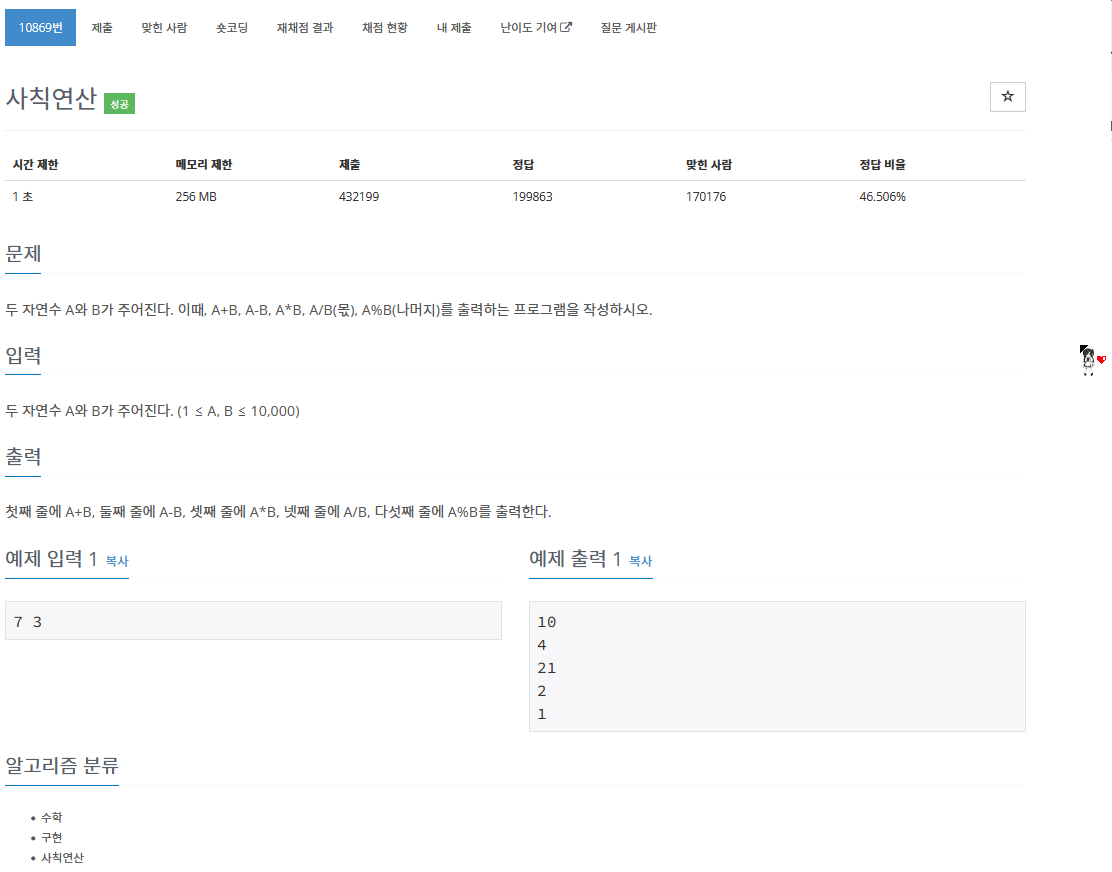 10869번 제출 맞힌 사람 숏코딩 재채점 결과 채점 현황 내 제출 난이도 기여 질문 게시판
사칙연산 성공
시간 제한 메모리 제한 제출 정답 맞힌 사람 정답 비율
1 초 256 MB 432199 199863 170176 46.506%
문제
두 자연수 A와 B가 주어진다. 이때, A+B, A-B, A*B, A/B(몫), A%B(나머지)를 출력하는 프로그램을 작성하시오.
입력
두 자연수 A와 B가 주어진다. (1 ≤ A, B ≤ 10,000)
출력
첫째 줄에 A+B, 둘째 줄에 A-B, 셋째 줄에 A*B, 넷째 줄에 A/B, 다섯째 줄에 A%B를 출력한다.
예제 입력 1 복사
7 3
예제 출력 1 복사
10
4
21
2
1
알고리즘 분류
수학
구현
사칙연산